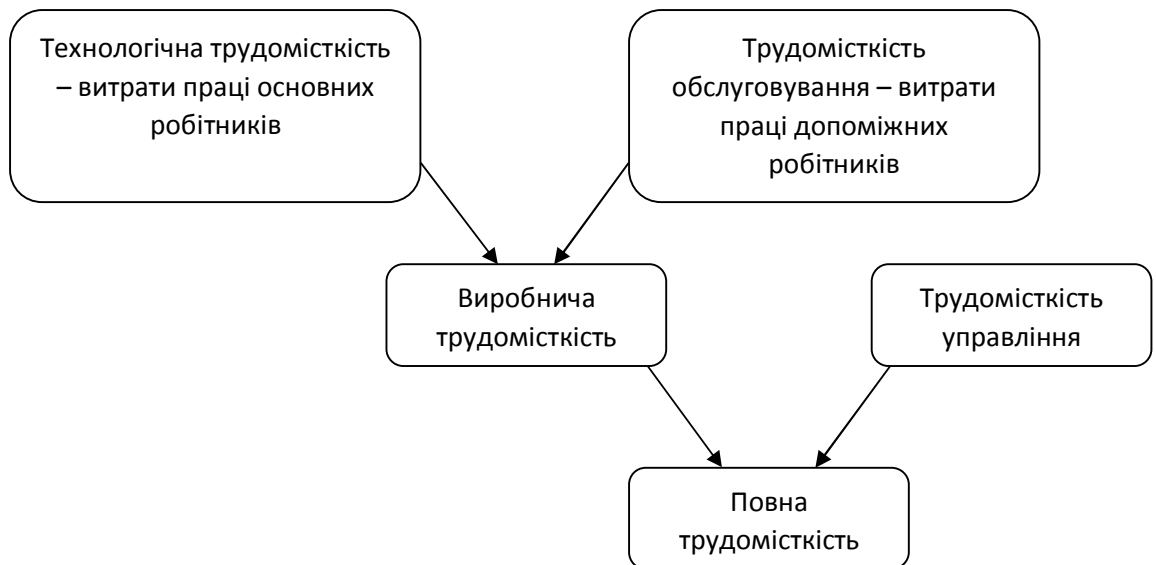 Технологічна трудомісткість
– витрати праці основних
робітників
Трудомісткість
обслуговування – витрати
праці допоміжних
робітників
Виробнича
трудомісткість
Трудомісткість
управління
Повна
трудомісткість